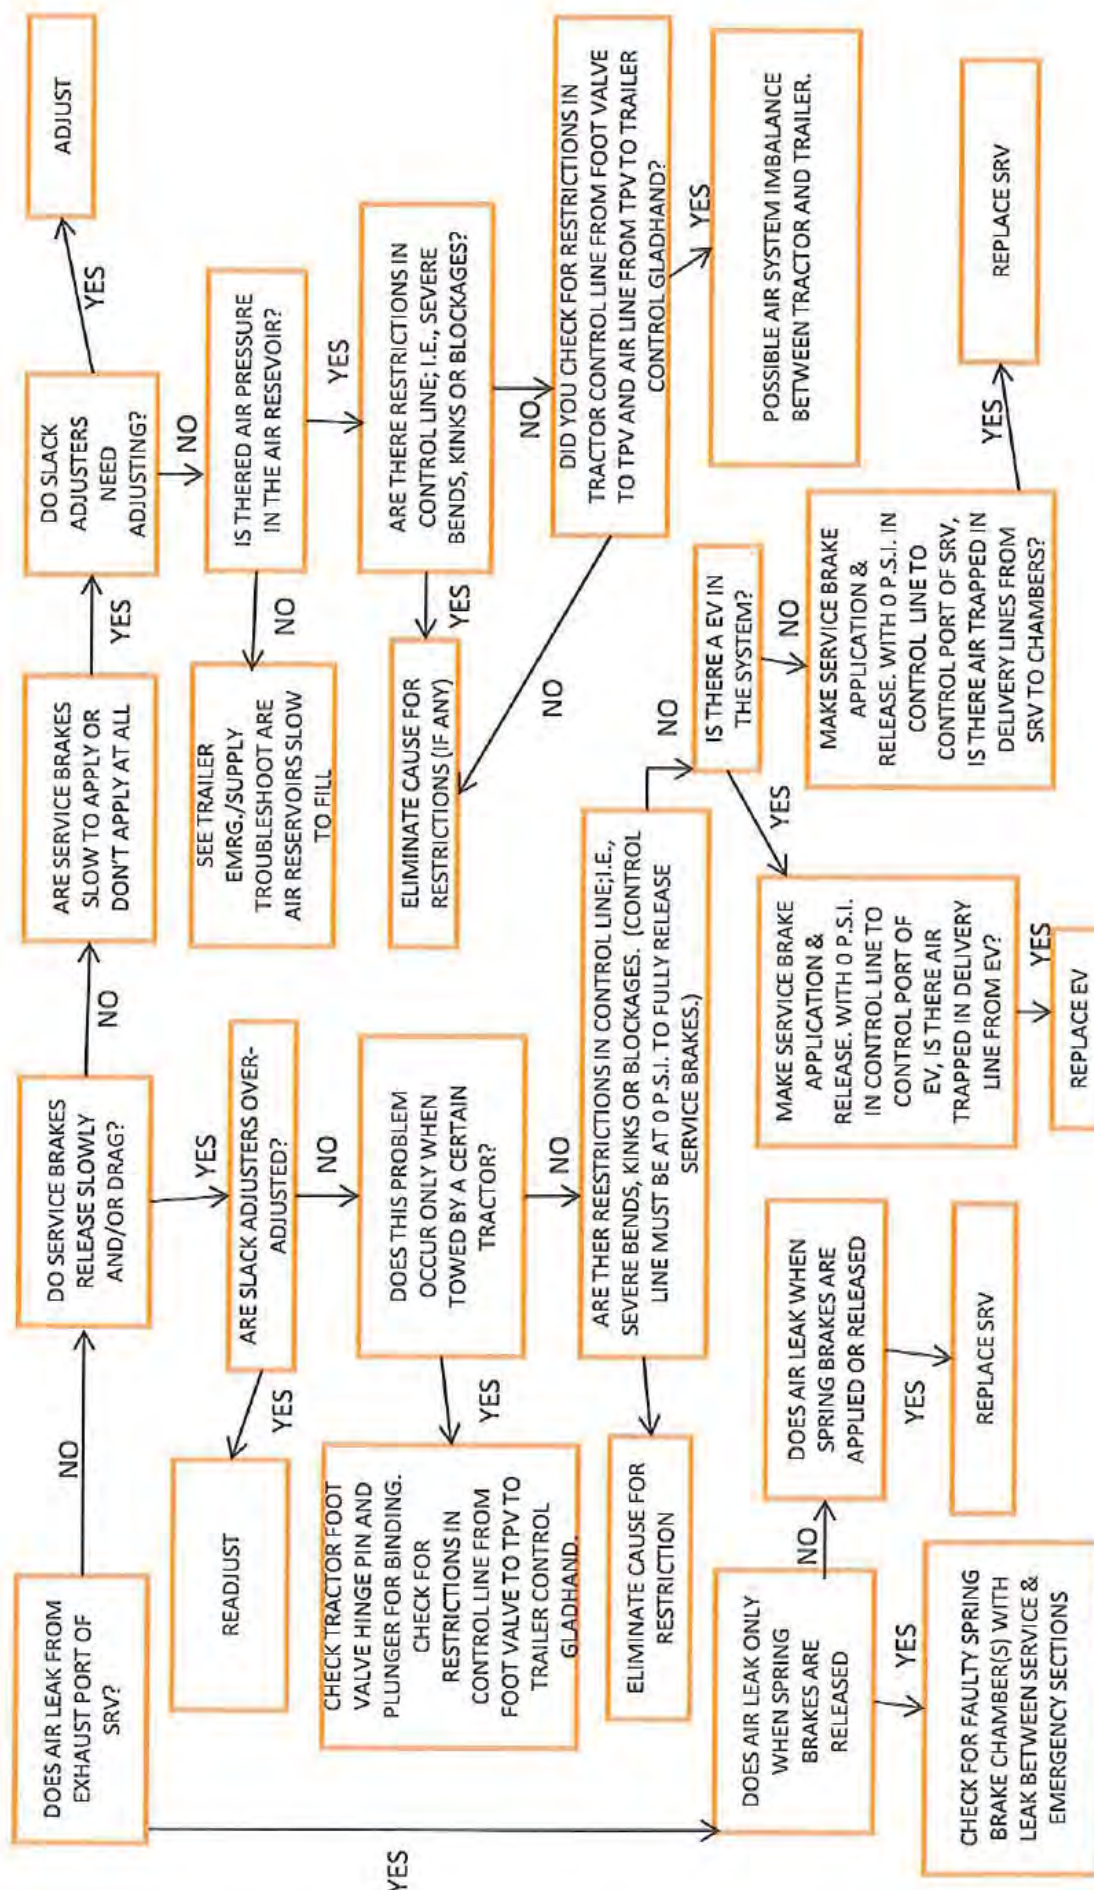 DOES AIR LEAK FROM
EXHAUST PORT OF
SRV?
NO
DO SERVICE BRAKES
RELEASE SLOWLY
AND/OR DRAG?
NO
ARE SERVICE BRAKES
SLOW TO APPLY OR
DON'T APPLY AT ALL
YES
DO SLACK
ADJUSTERS
NEED
ADJUSTING?
YES
ADJUST
NO
IS THERED AIR PRESSURE
IN THE AIR RESEVOIR?
NO
SEE TRAILER
EMRG./SUPPLY
TROUBLESHOOT ARE
AIR RESERVOIRS SLOW
TO FILL
YES
ARE THERE RESTRICTIONS IN
CONTROL LINE; I.E., SEVERE
BENDS, KINKS OR BLOCKAGES?
YES
ELIMINATE CAUSE FOR
RESTRICTIONS (IF ANY)
NO
DID YOU CHECK FOR RESTRICTIONS IN
TRACTOR CONTROL LINE FROM FOOT VALVE
TO TPV AND AIR LINE FROM TPV TO TRAILER
CONTROL GLADHAND?
NO
YES
POSSIBLE AIR SYSTEM IMBALANCE
BETWEEN TRACTOR AND TRAILER.
YES
ARE SLACK ADJUSTERS OVER-
ADJUSTED?
YES
READJUST
NO
DOES THIS PROBLEM
OCCUR ONLY WHEN
TOWED BY A CERTAIN
TRACTOR?
YES
CHECK TRACTOR FOOT
VALVE HINGE PIN AND
PLUNGER FOR BINDING.
CHECK FOR
RESTRICTIONS IN
CONTROL LINE FROM
FOOT VALVE TO TPV TO
TRAILER CONTROL
GLADHAND.
NO
ARE THER REESTRICTIONS IN CONTROL LINE;I.E.,
SEVERE BENDS, KINKS OR BLOCKAGES. (CONTROL
LINE MUST BE AT 0 P.S.I. TO FULLY RELEASE
SERVICE BRAKES.)
ELIMINATE CAUSE FOR
RESTRICTION
NO
IS THERE A EV IN
THE SYSTEM?
YES
MAKE SERVICE BRAKE
APPLICATION &
RELEASE. WITH 0 P.S.I.
IN CONTROL LINE TO
CONTROL PORT OF
EV, IS THERE AIR
TRAPPED IN DELIVERY
LINE FROM EV?
YES
REPLACE EV
NO
MAKE SERVICE BRAKE
APPLICATION &
RELEASE. WITH 0 P.S.I. IN
CONTROL LINE TO
CONTROL PORT OF SRV,
IS THERE AIR TRAPPED IN
DELIVERY LINES FROM
SRV TO CHAMBERS?
YES
REPLACE SRV
YES
DOES AIR LEAK ONLY
WHEN SPRING
BRAKES ARE
RELEASED
NO
DOES AIR LEAK WHEN
SPRING BRAKES ARE
APPLIED OR RELEASED
YES
REPLACE SRV
YES
CHECK FOR FAULTY SPRING
BRAKE CHAMBER(S) WITH
LEAK BETWEEN SERVICE &
EMERGENCY SECTIONS